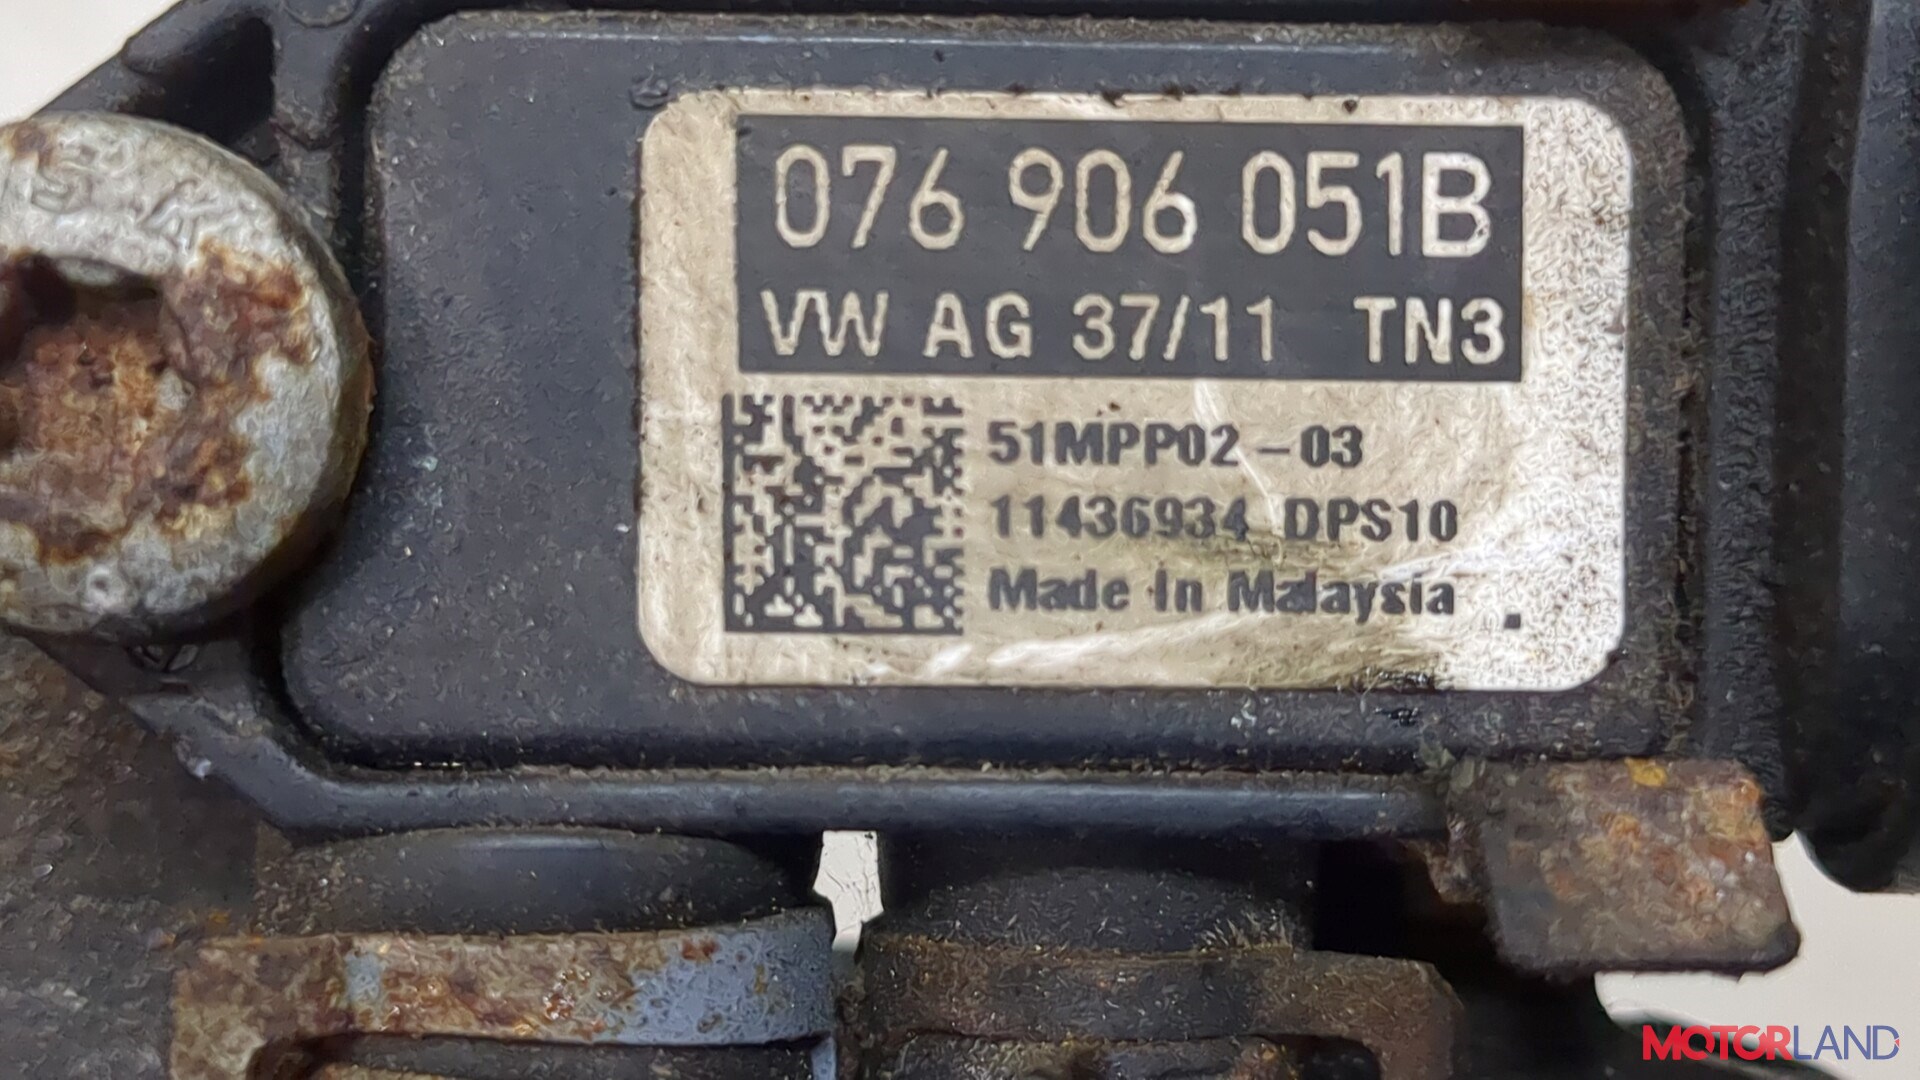 076 906 051B
VW AG 37/11 TN3
51MPP02-03
11436934 DPS10
Made in Malaysia
MOTORLAND